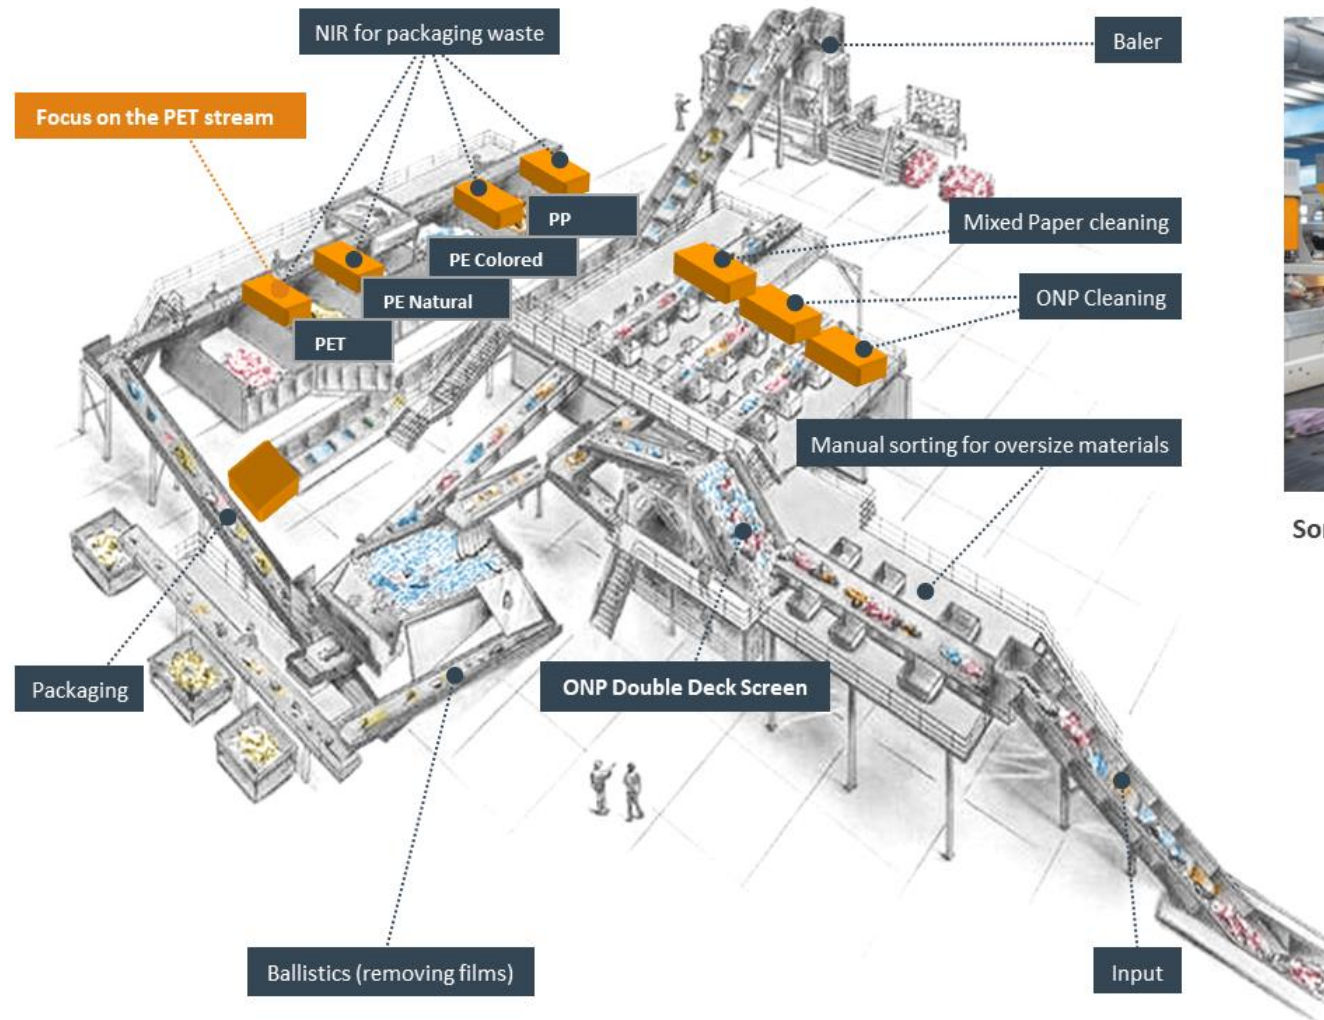 NIR for packaging waste
Baler
Focus on the PET stream
PP
Mixed Paper cleaning
PE Colored
ONP Cleaning
PE Natural
PET
Manual sorting for oversize materials
Packaging
ONP Double Deck Screen
Ballistics (removing films)
Input